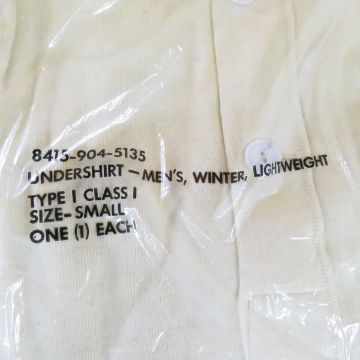 8415-904-5135
UNDERSHIRT – MEN'S, WINTER, LIGHTWEIGHT
TYPE I CLASS I
SIZE- SMALL
ONE (1) EACH